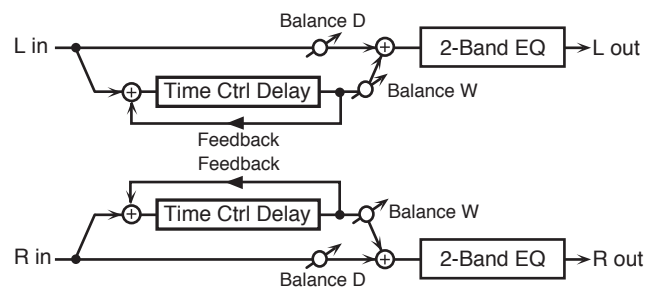 Balance D
L in
2-Band EQ
L out
Time Ctrl Delay
Balance W
Feedback
Feedback
Time Ctrl Delay
Balance W
R in
2-Band EQ
R out
Balance D